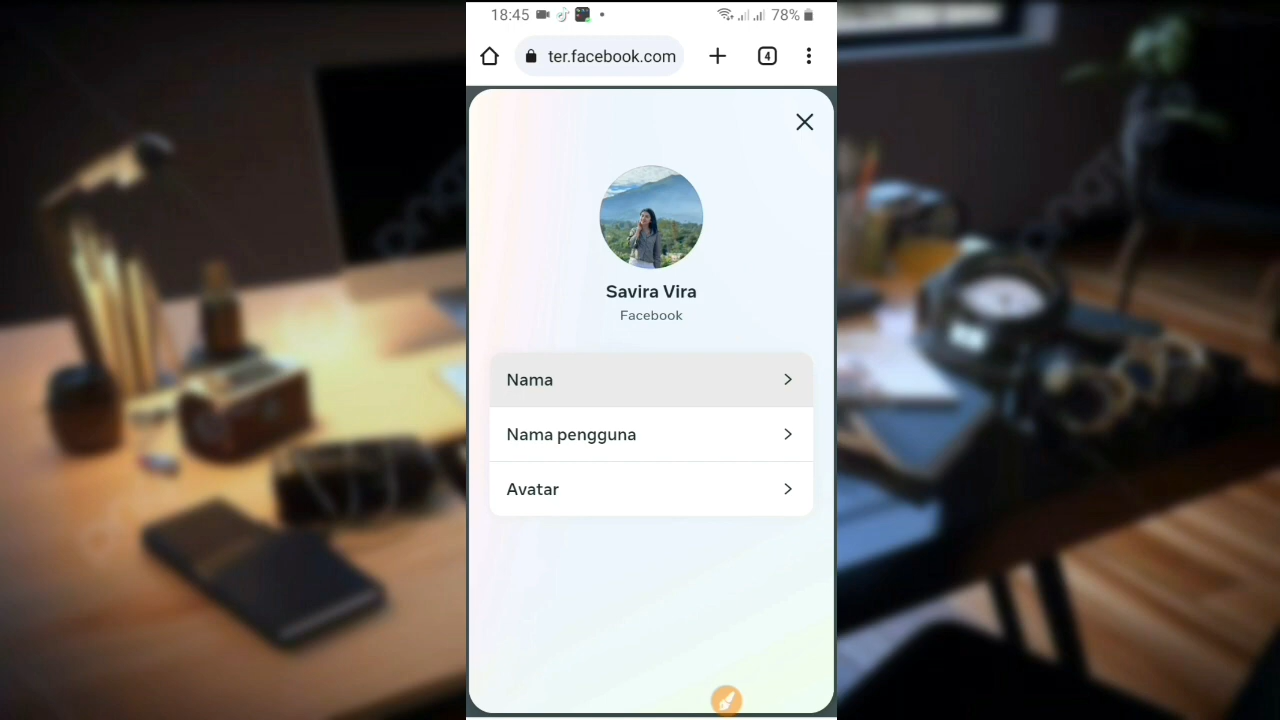 18:45
78%
ter.facebook.com
4
Savira Vira
Facebook
Nama
Nama pengguna
Avatar